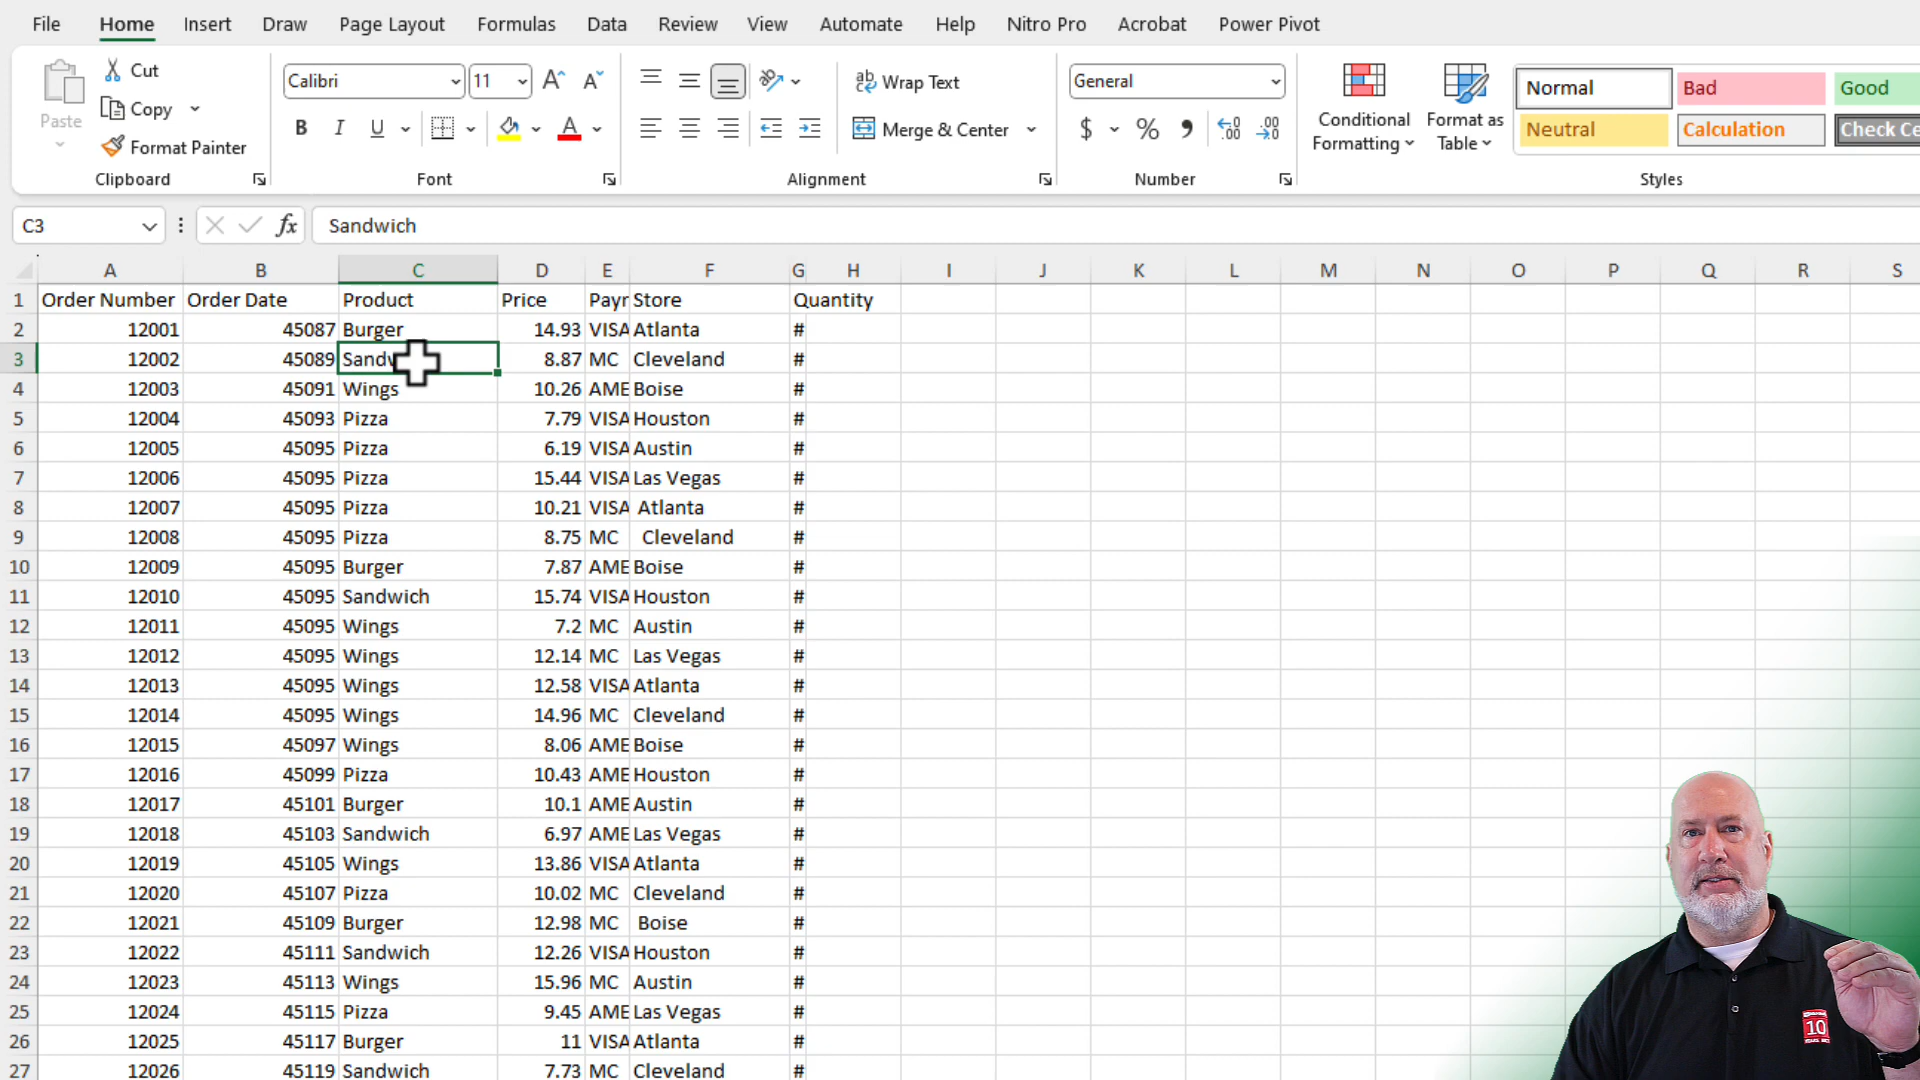 File Home Insert Draw Page Layout Formulas Data Review View Automate Help Nitro Pro Acrobat Power Pivot
Paste
Cut
Copy
Format Painter
Clipboard
Calibri 11
B I U
Font
Wrap Text
Merge & Center
Alignment
General
$ %
Number
Conditional Formatting
Format as Table
Normal Bad Good
Neutral Calculation Check Ce
Styles
C3 fx Sandwich
A B C D E F G H I J K L M N O P Q R S
1 Order Number Order Date Product Price Payr Store Quantity
2 12001 45087 Burger 14.93 VISA Atlanta #
3 12002 45089 Sandw 8.87 MC Cleveland #
4 12003 45091 Wings 10.26 AME Boise #
5 12004 45093 Pizza 7.79 VISA Houston #
6 12005 45095 Pizza 6.19 VISA Austin #
7 12006 45095 Pizza 15.44 VISA Las Vegas #
8 12007 45095 Pizza 10.21 VISA Atlanta #
9 12008 45095 Pizza 8.75 MC Cleveland #
10 12009 45095 Burger 7.87 AME Boise #
11 12010 45095 Sandwich 15.74 VISA Houston #
12 12011 45095 Wings 7.2 MC Austin #
13 12012 45095 Wings 12.14 MC Las Vegas #
14 12013 45095 Wings 12.58 VISA Atlanta #
15 12014 45095 Wings 14.96 MC Cleveland #
16 12015 45097 Wings 8.06 AME Boise #
17 12016 45099 Pizza 10.43 AME Houston #
18 12017 45101 Burger 10.1 AME Austin #
19 12018 45103 Sandwich 6.97 AME Las Vegas #
20 12019 45105 Wings 13.86 VISA Atlanta #
21 12020 45107 Pizza 10.02 MC Cleveland #
22 12021 45109 Burger 12.98 MC Boise #
23 12022 45111 Sandwich 12.26 VISA Houston #
24 12023 45113 Wings 15.96 MC Austin #
25 12024 45115 Pizza 9.45 AME Las Vegas #
26 12025 45117 Burger 11 VISA Atlanta #
27 12026 45119 Sandwich 7.73 MC Cleveland #
10